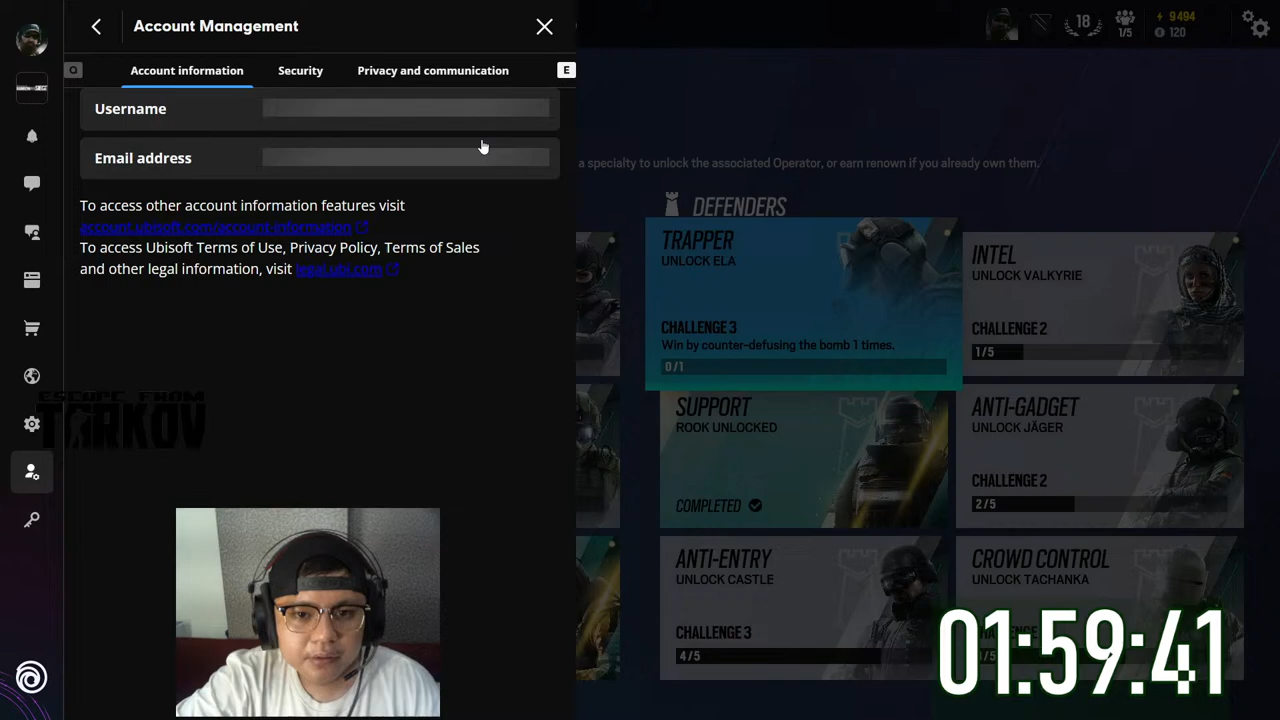 Account Management
18
1/5
9 494
120
Q
Account information
Security
Privacy and communication
E
Username
Email address
To access other account information features visit
account.ubisoft.com/account-information
To access Ubisoft Terms of Use, Privacy Policy, Terms of Sales
and other legal information, visit legal.ubi.com
ESCAPE FROM
TARKOV
a specialty to unlock the associated Operator, or earn renown if you already own them.
DEFENDERS
TRAPPER
UNLOCK ELA
CHALLENGE 3
Win by counter-defusing the bomb 1 times.
0/1
INTEL
UNLOCK VALKYRIE
CHALLENGE 2
1/5
SUPPORT
ROOK UNLOCKED
COMPLETED
ANTI-GADGET
UNLOCK JÄGER
CHALLENGE 2
2/5
ANTI-ENTRY
UNLOCK CASTLE
CHALLENGE 3
4/5
CROWD CONTROL
UNLOCK TACHANKA
01:59:41